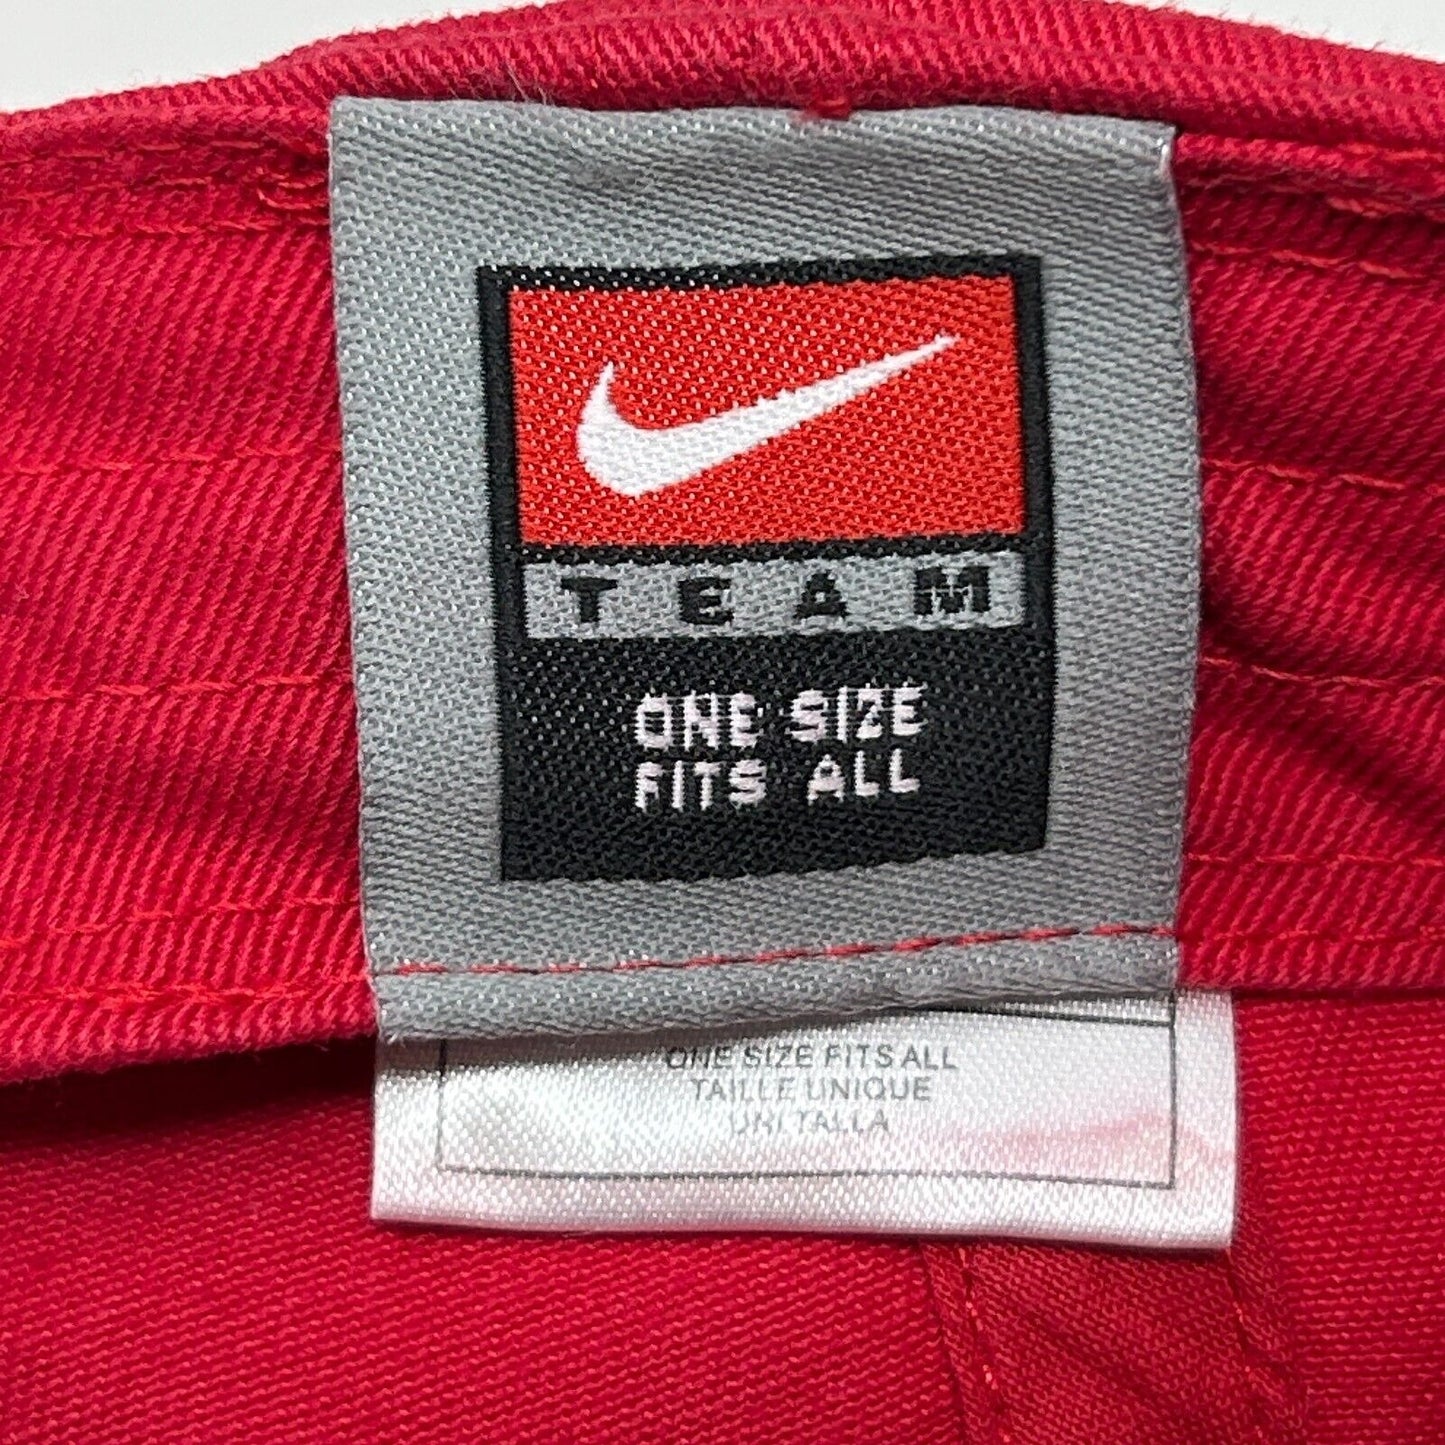 TEAM
ONE SIZE
FITS ALL
ONE SIZE FITS ALL
TAILLE UNIQUE
UNITALLA